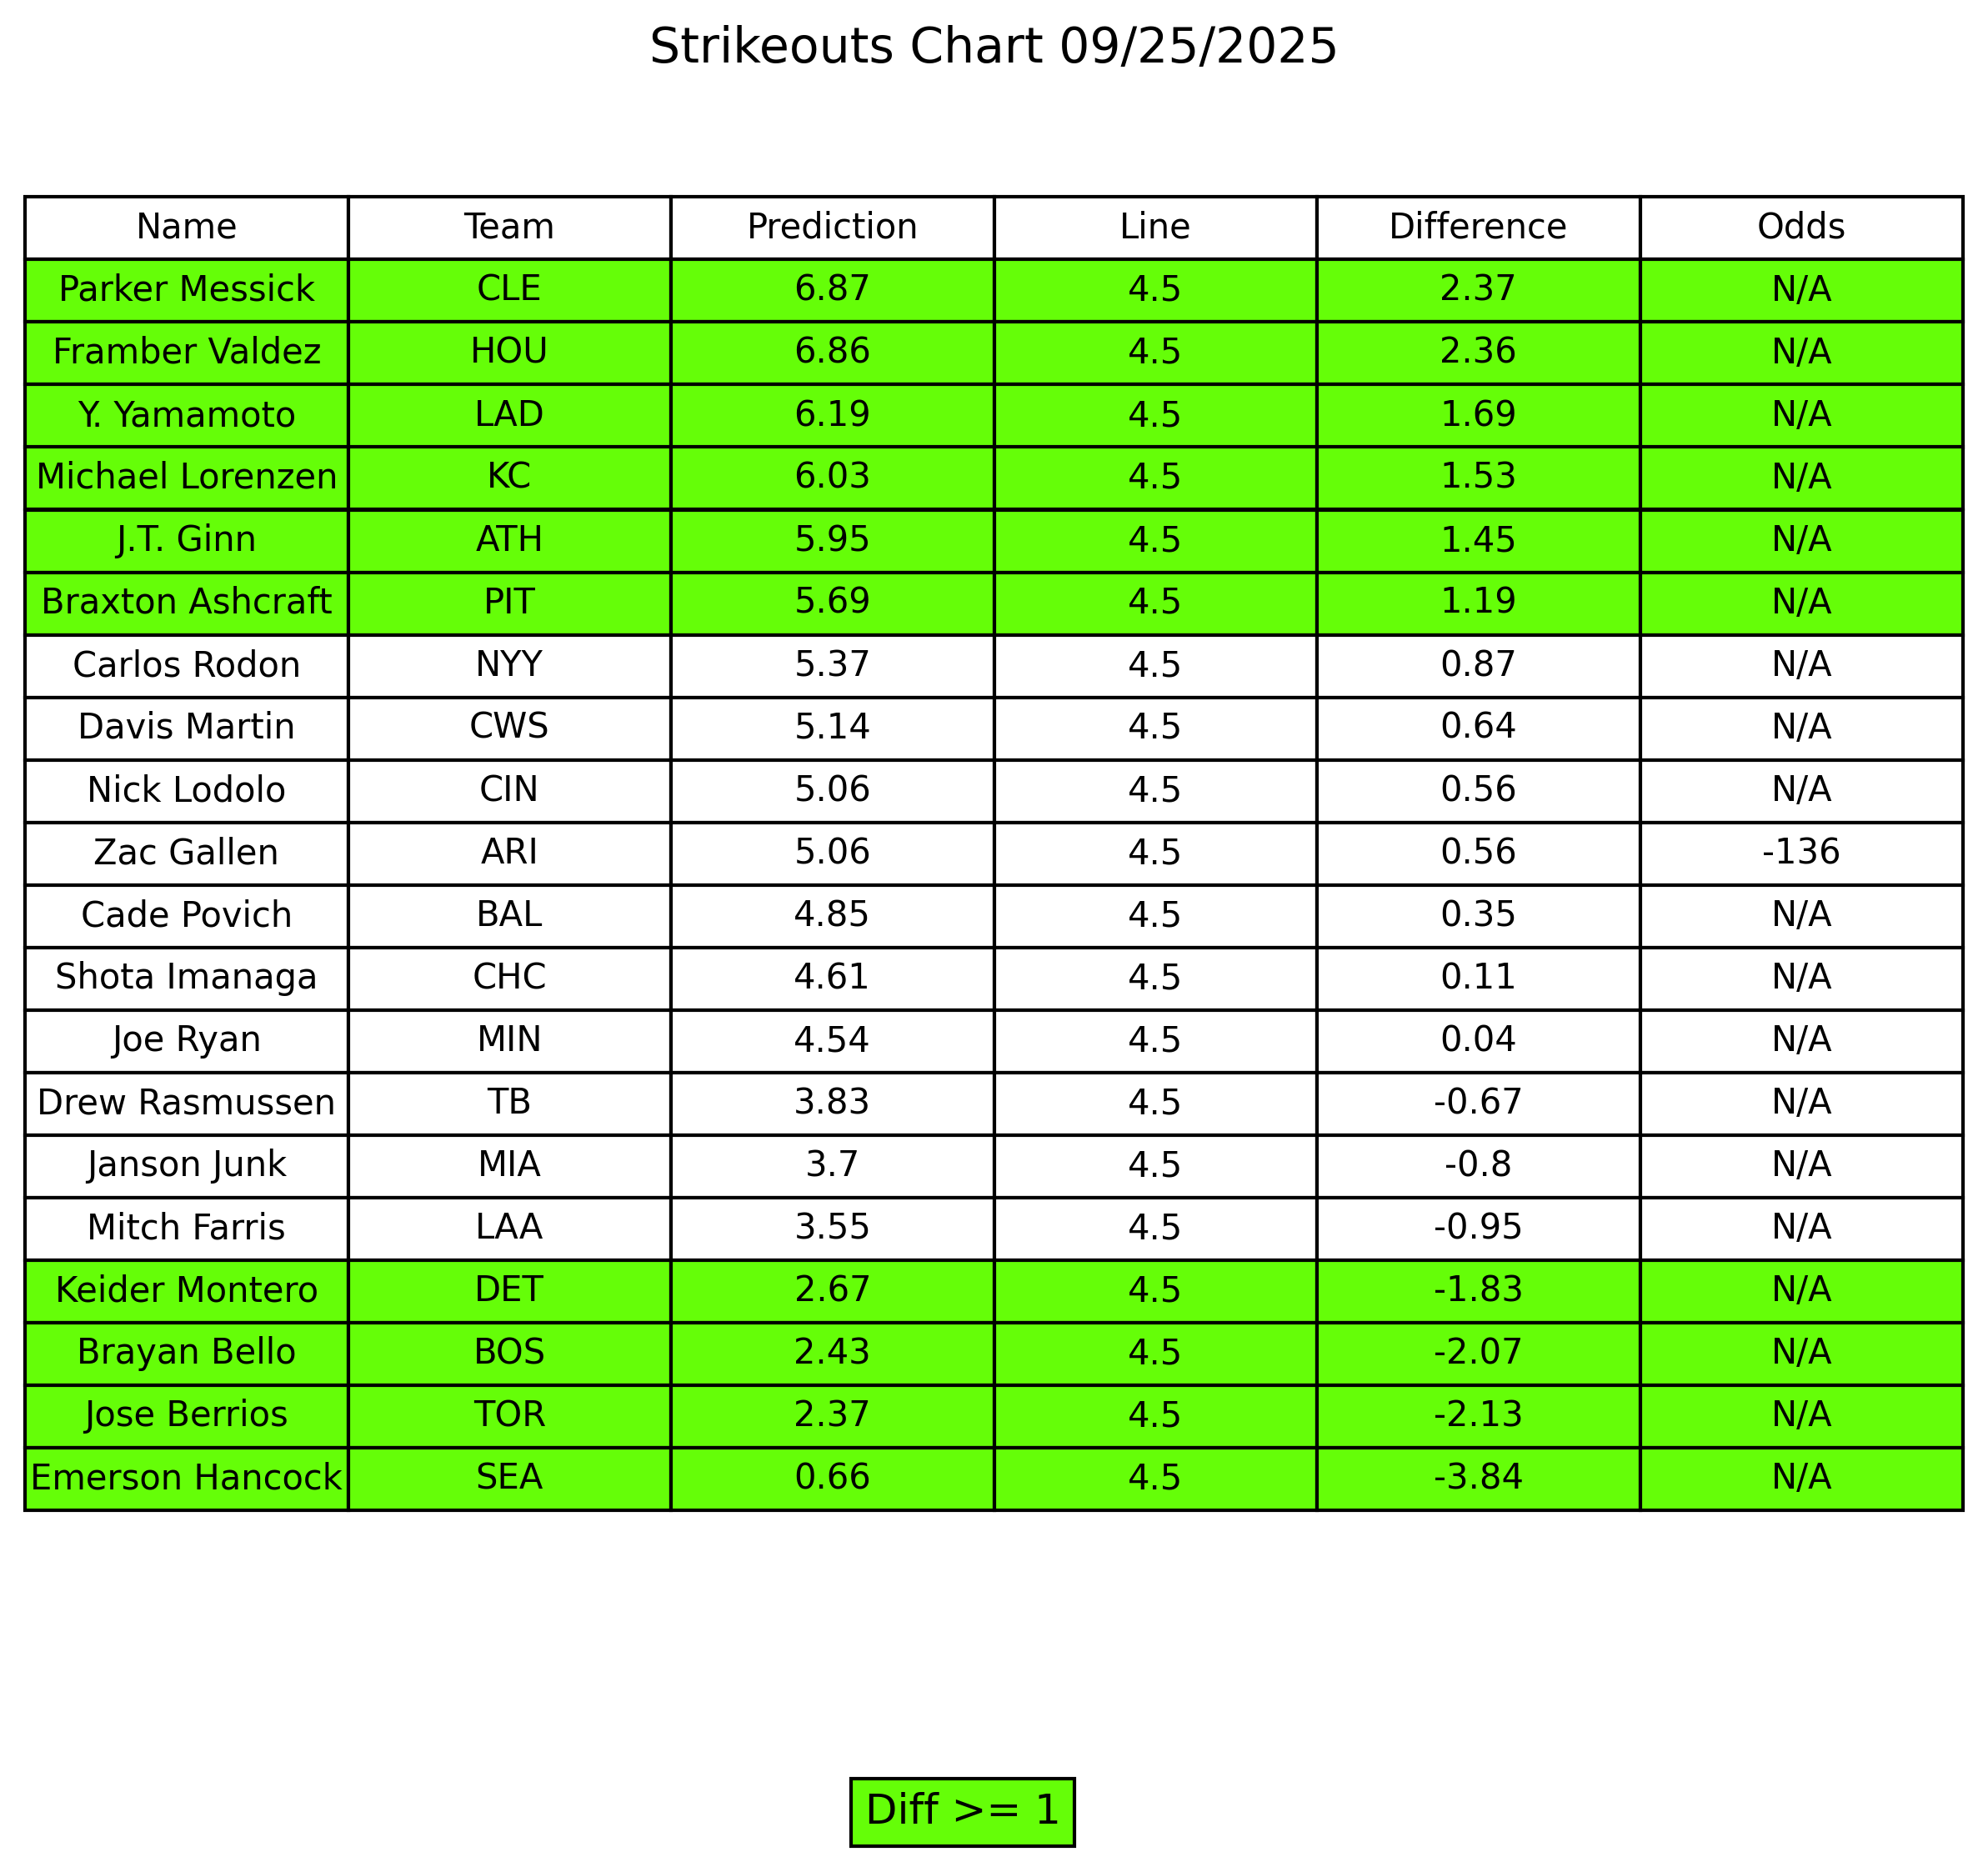 Strikeouts Chart 09/25/2025
Name Team Prediction Line Difference Odds
Parker Messick CLE 6.87 4.5 2.37 N/A
Framber Valdez HOU 6.86 4.5 2.36 N/A
Y. Yamamoto LAD 6.19 4.5 1.69 N/A
Michael Lorenzen KC 6.03 4.5 1.53 N/A
J.T. Ginn ATH 5.95 4.5 1.45 N/A
Braxton Ashcraft PIT 5.69 4.5 1.19 N/A
Carlos Rodon NYY 5.37 4.5 0.87 N/A
Davis Martin CWS 5.14 4.5 0.64 N/A
Nick Lodolo CIN 5.06 4.5 0.56 N/A
Zac Gallen ARI 5.06 4.5 0.56 -136
Cade Povich BAL 4.85 4.5 0.35 N/A
Shota Imanaga CHC 4.61 4.5 0.11 N/A
Joe Ryan MIN 4.54 4.5 0.04 N/A
Drew Rasmussen TB 3.83 4.5 -0.67 N/A
Janson Junk MIA 3.7 4.5 -0.8 N/A
Mitch Farris LAA 3.55 4.5 -0.95 N/A
Keider Montero DET 2.67 4.5 -1.83 N/A
Brayan Bello BOS 2.43 4.5 -2.07 N/A
Jose Berrios TOR 2.37 4.5 -2.13 N/A
Emerson Hancock SEA 0.66 4.5 -3.84 N/A
Diff >= 1